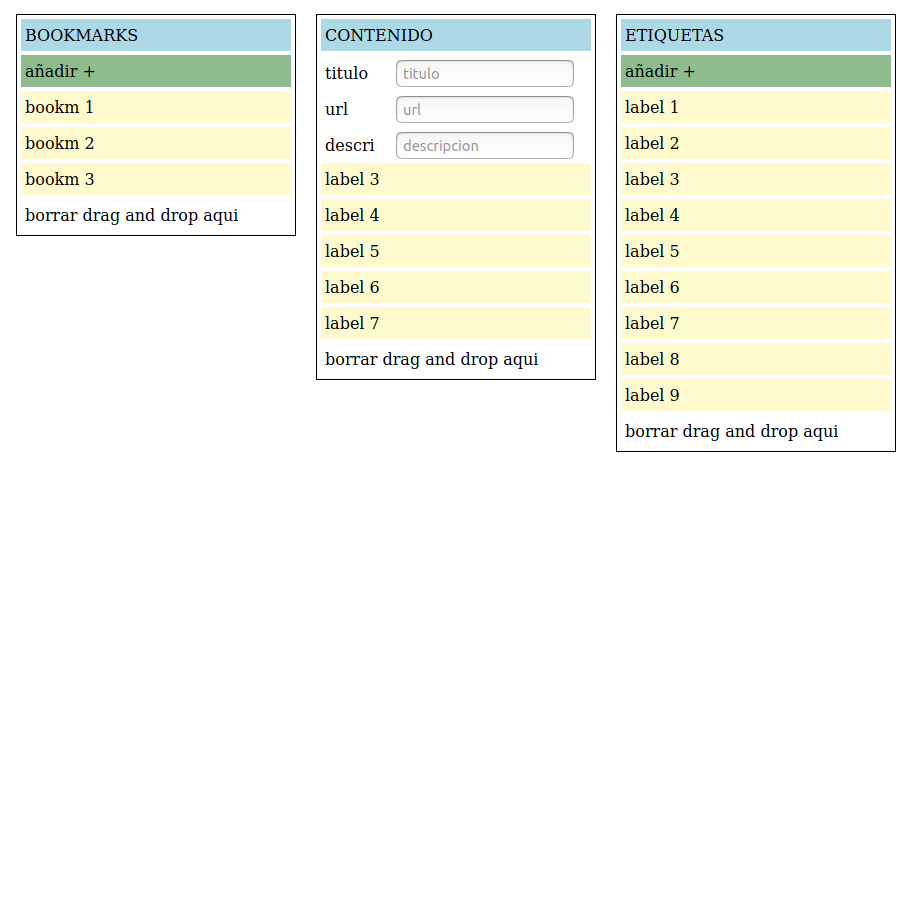 BOOKMARKS
añadir +
bookm 1
bookm 2
bookm 3
borrar drag and drop aqui
CONTENIDO
titulo titulo
url url
descri descripcion
label 3
label 4
label 5
label 6
label 7
borrar drag and drop aqui
ETIQUETAS
añadir +
label 1
label 2
label 3
label 4
label 5
label 6
label 7
label 8
label 9
borrar drag and drop aqui